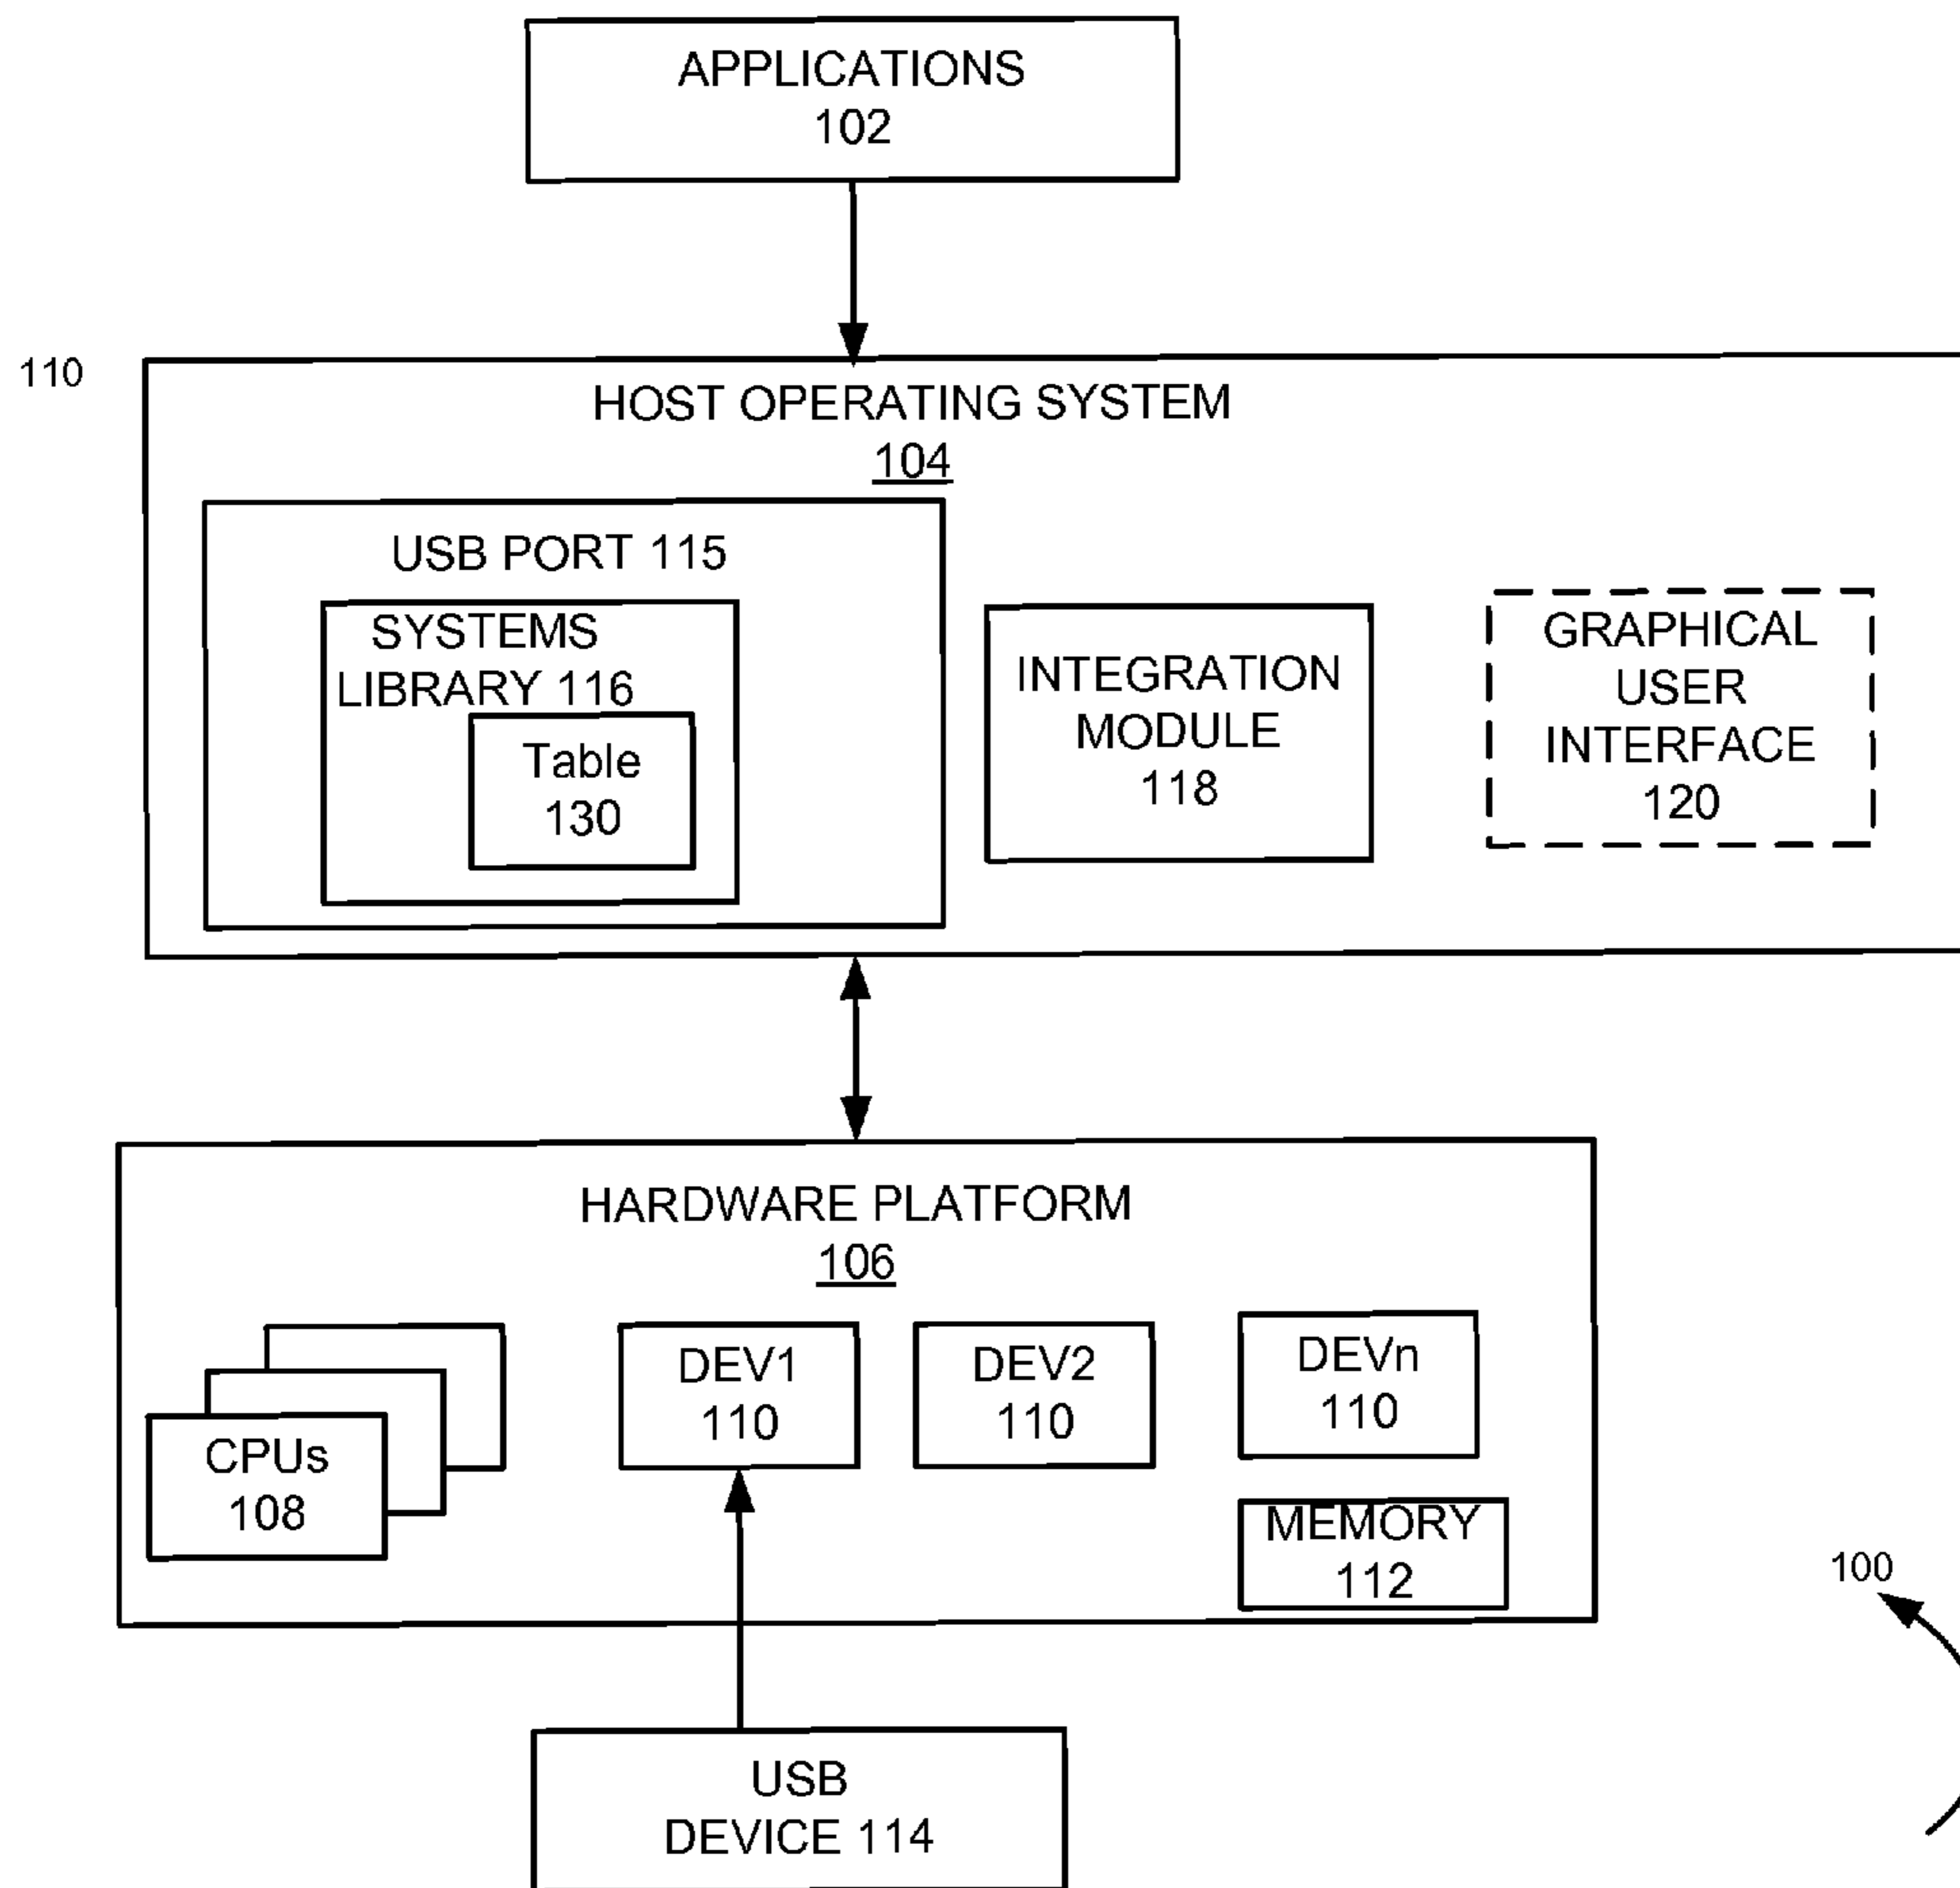 APPLICATIONS
102
110
HOST OPERATING SYSTEM
104
USB PORT 115
SYSTEMS
LIBRARY 116
Table
130
INTEGRATION
MODULE
118
GRAPHICAL
USER
INTERFACE
120
HARDWARE PLATFORM
106
CPUs
108
DEV1
110
DEV2
110
DEVn
110
MEMORY
112
100
USB
DEVICE 114